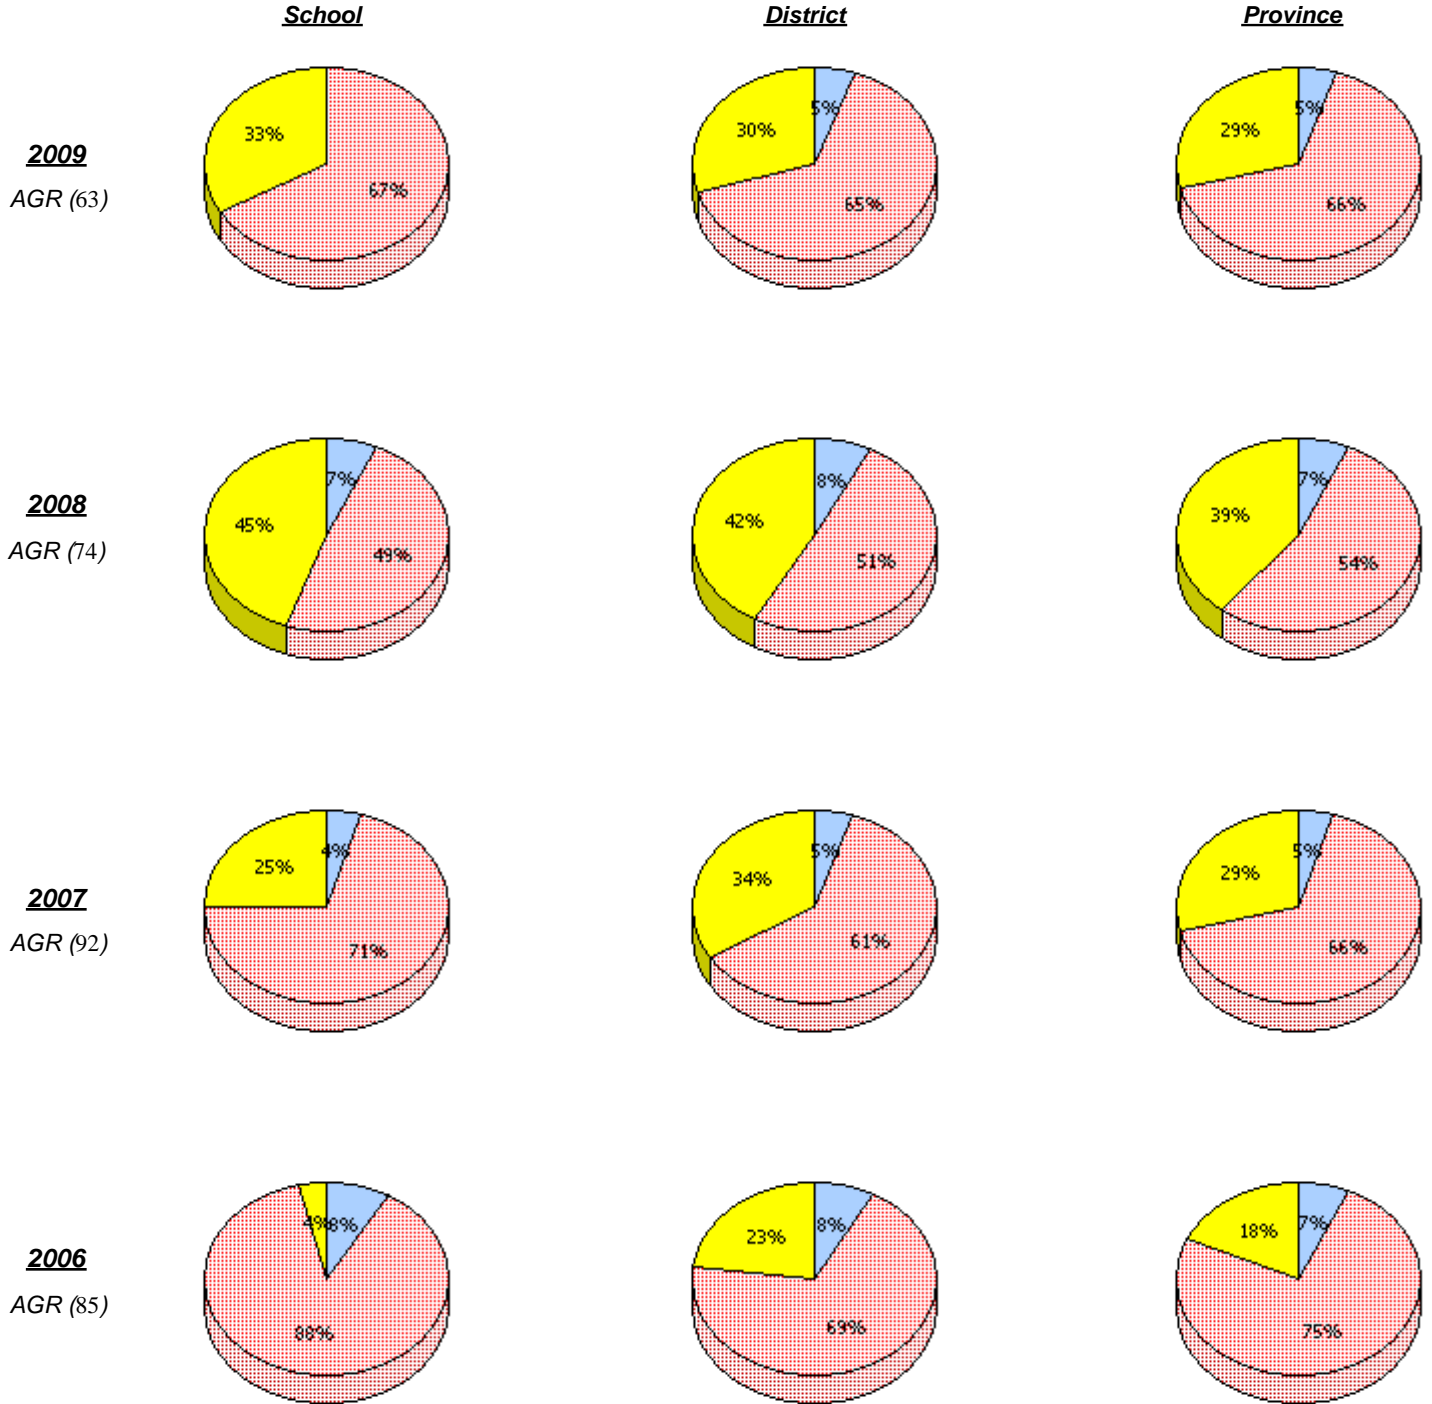 School District Province
33% 67% 30% 5% 65% 29% 5% 66%
2009
AGR (63)
45% 7% 49% 42% 8% 51% 39% 7% 54%
2008
AGR (74)
25% 4% 71% 34% 5% 61% 29% 5% 66%
2007
AGR (92)
4% 8% 88% 23% 8% 69% 18% 7% 75%
2006
AGR (85)